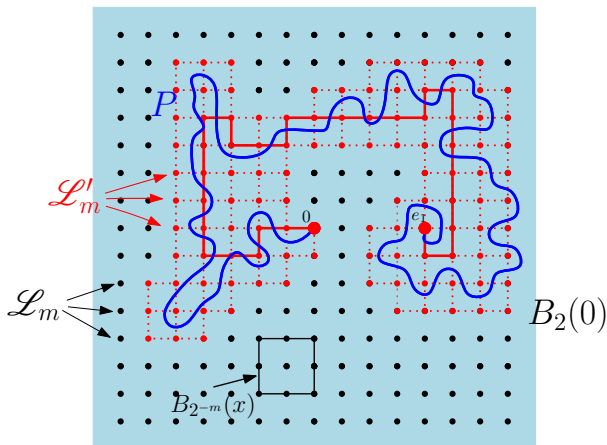 P
ℒ′ₘ
0
e₁
ℒₘ
B₂(0)
B₂₋ₘ(x)